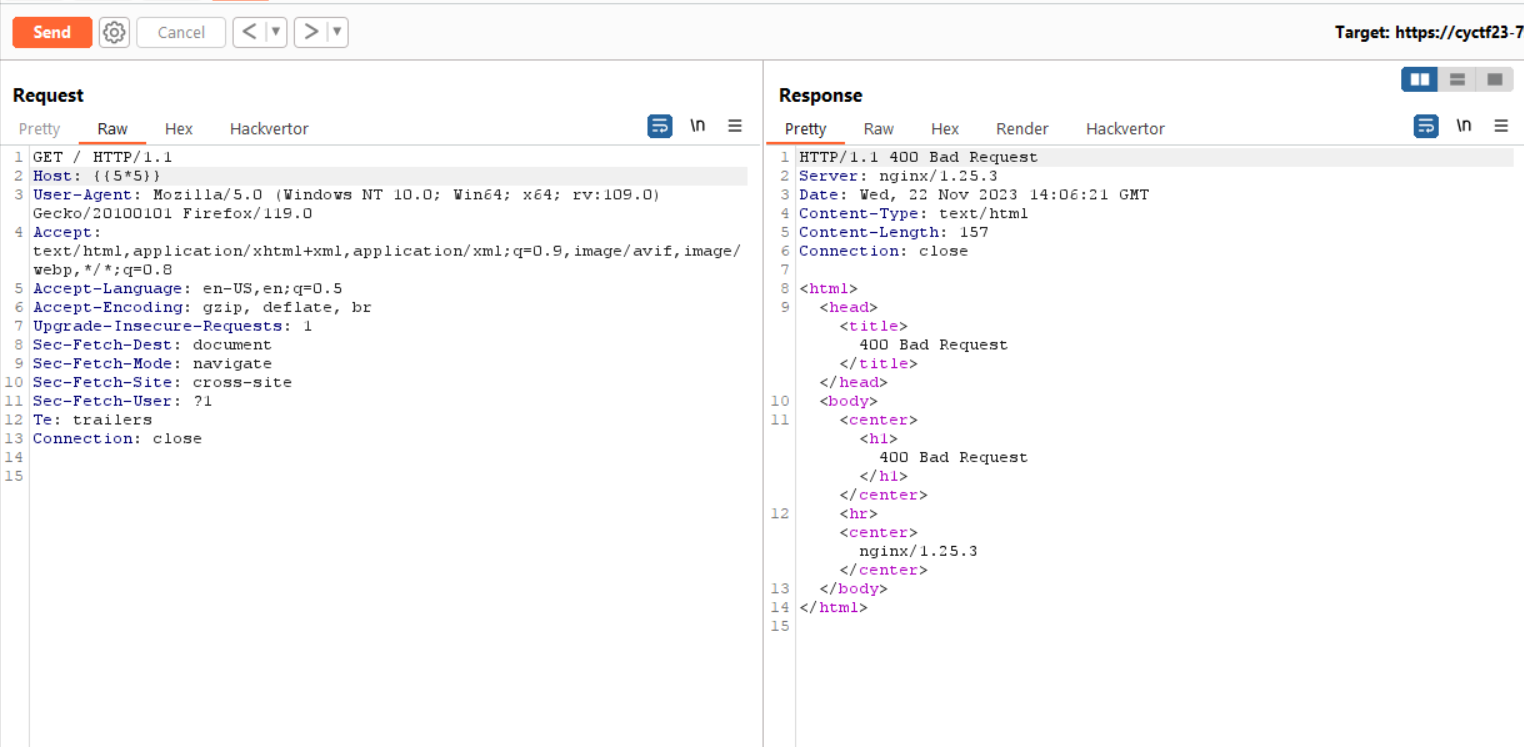 Send Cancel < > Target: https://cyctf23-7
Request
Pretty Raw Hex Hackvertor \n
1 GET / HTTP/1.1
2 Host: {{5*5}}
3 User-Agent: Mozilla/5.0 (Windows NT 10.0; Win64; x64; rv:109.0)
Gecko/20100101 Firefox/119.0
4 Accept:
text/html,application/xhtml+xml,application/xml;q=0.9,image/avif,image/
webp,*/*;q=0.8
5 Accept-Language: en-US,en;q=0.5
6 Accept-Encoding: gzip, deflate, br
7 Upgrade-Insecure-Requests: 1
8 Sec-Fetch-Dest: document
9 Sec-Fetch-Mode: navigate
10 Sec-Fetch-Site: cross-site
11 Sec-Fetch-User: ?1
12 Te: trailers
13 Connection: close
14
15
Response
Pretty Raw Hex Render Hackvertor \n
1 HTTP/1.1 400 Bad Request
2 Server: nginx/1.25.3
3 Date: Wed, 22 Nov 2023 14:06:21 GMT
4 Content-Type: text/html
5 Content-Length: 157
6 Connection: close
7
8 <html>
9 <head>
<title>
400 Bad Request
</title>
</head>
10 <body>
11 <center>
<h1>
400 Bad Request
</h1>
</center>
12 <hr>
<center>
nginx/1.25.3
</center>
13 </body>
14 </html>
15